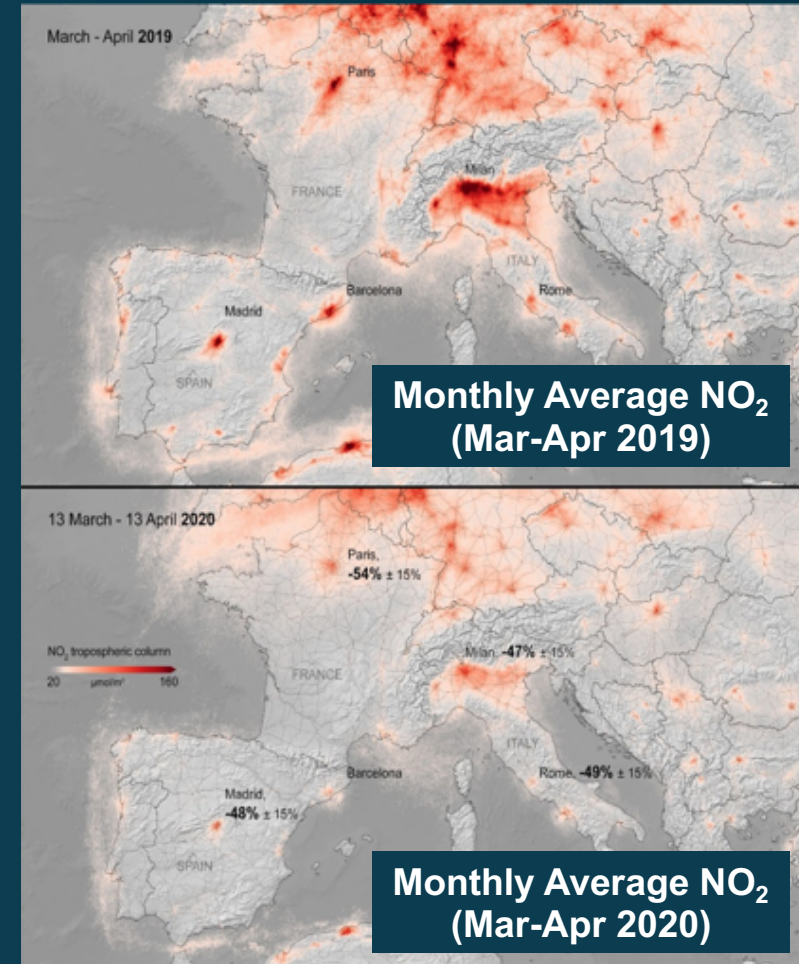 March - April 2019
Paris
FRANCE
Milan
ITALY
Barcelona
Rome
Madrid
SPAIN
Monthly Average NO₂
(Mar-Apr 2019)
13 March - 13 April 2020
Paris,
-54% ± 15%
NO₂ tropospheric column
20 µmol/m² 160
Milan, -47% ± 15%
FRANCE
ITALY
Barcelona
Rome, -49% ± 15%
Madrid,
-48% ± 15%
SPAIN
Monthly Average NO₂
(Mar-Apr 2020)